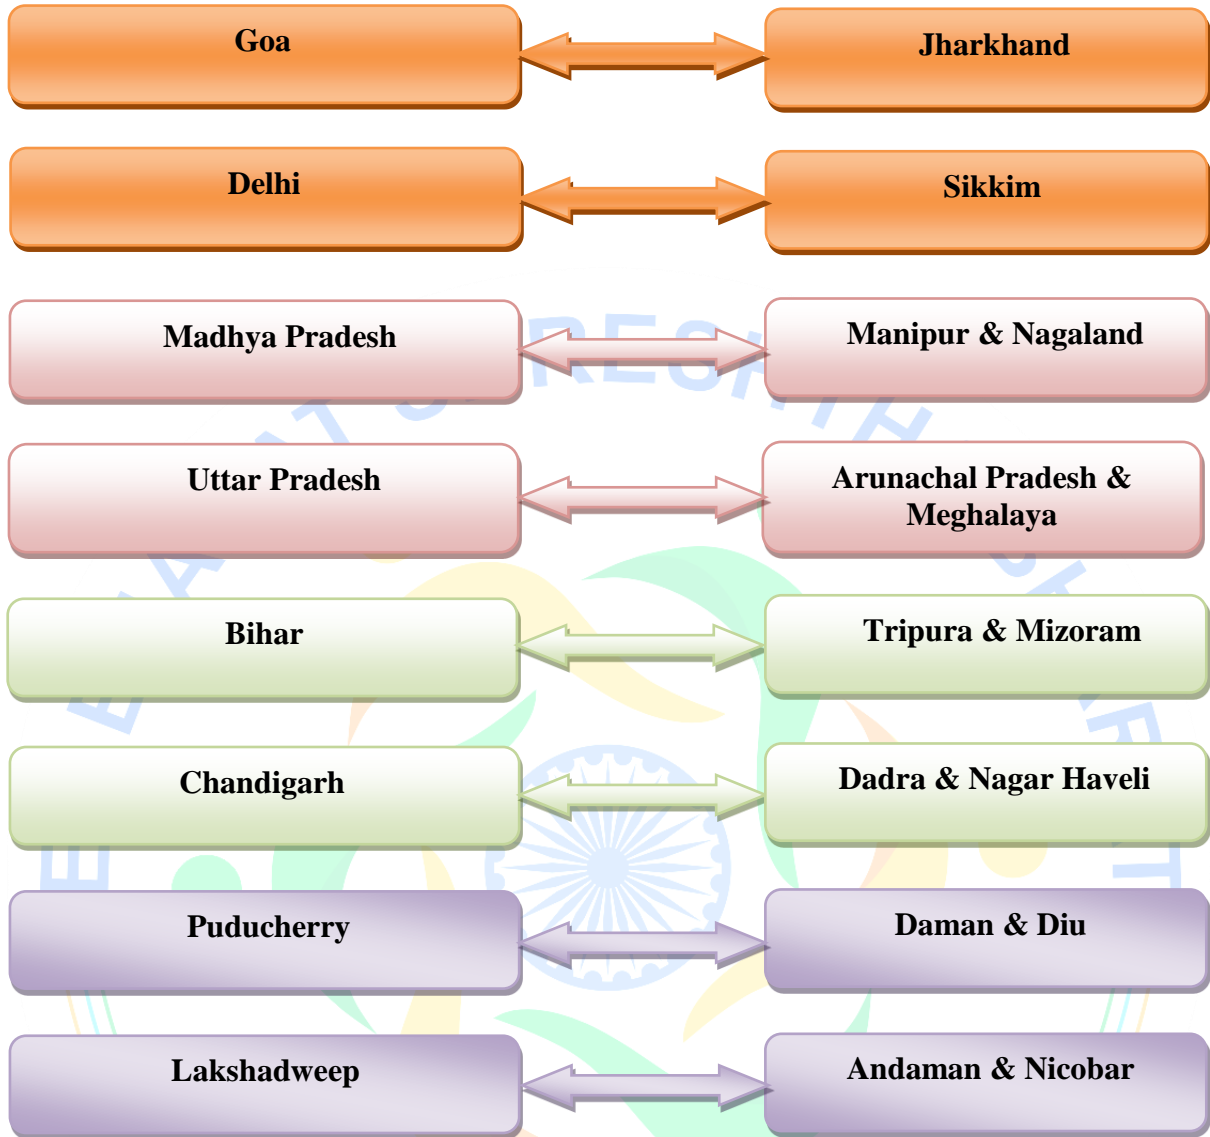 Goa
Jharkhand
Delhi
Sikkim
Madhya Pradesh
Manipur & Nagaland
Uttar Pradesh
Arunachal Pradesh &
Meghalaya
Bihar
Tripura & Mizoram
Chandigarh
Dadra & Nagar Haveli
Puducherry
Daman & Diu
Lakshadweep
Andaman & Nicobar